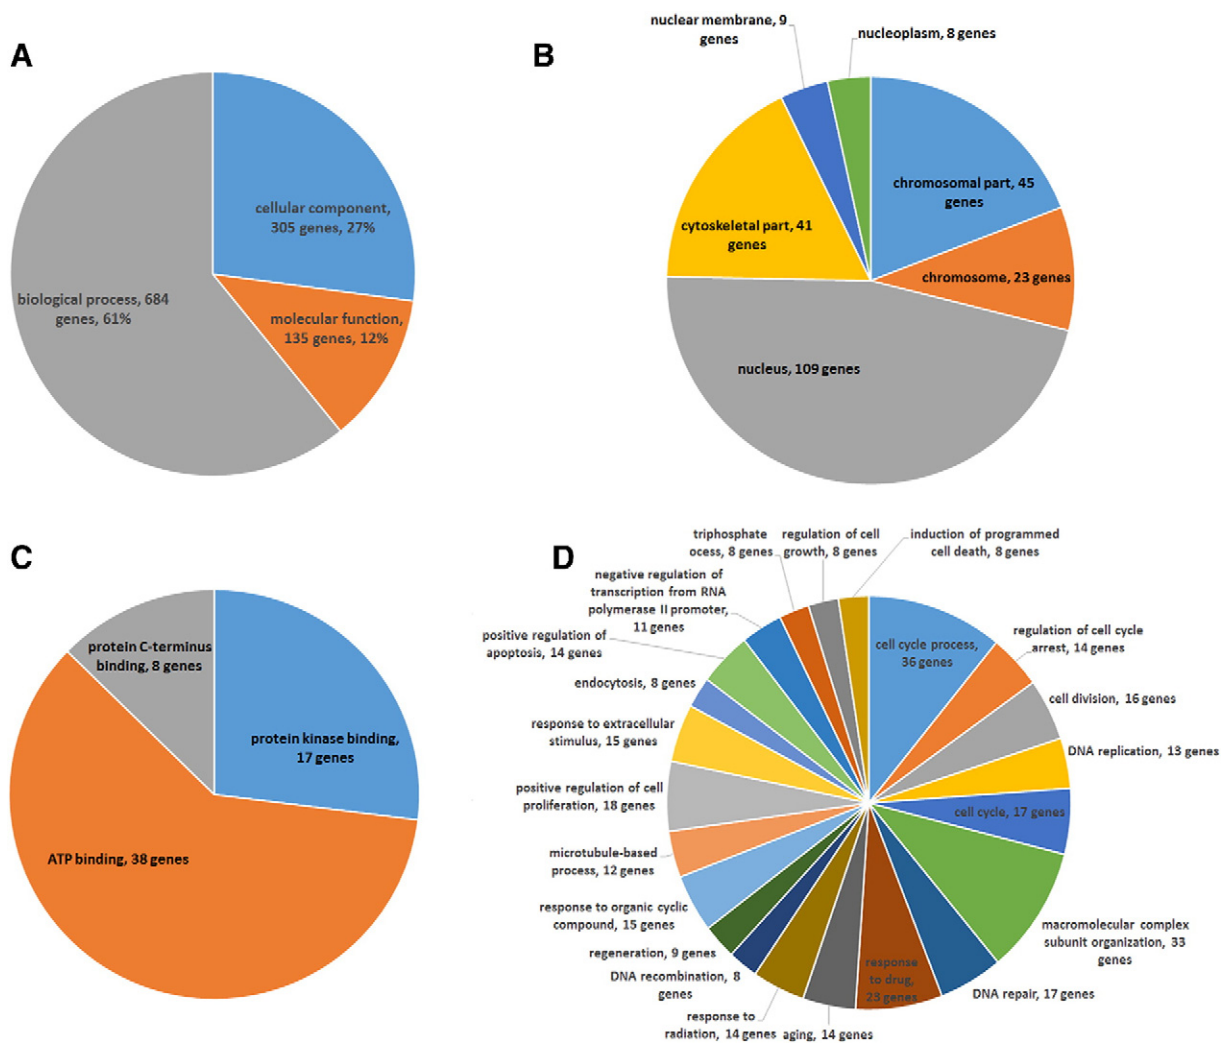 A
cellular component,
305 genes, 27%
molecular function,
135 genes, 12%
biological process, 684
genes, 61%
B
nuclear membrane, 9
genes
nucleoplasm, 8 genes
chromosomal part, 45
genes
chromosome, 23 genes
nucleus, 109 genes
cytoskeletal part, 41
genes
C
protein C-terminus
binding, 8 genes
protein kinase binding,
17 genes
ATP binding, 38 genes
D
triphosphate
ocess, 8 genes
regulation of cell
growth, 8 genes
induction of programmed
cell death, 8 genes
cell cycle process,
36 genes
regulation of cell cycle
arrest, 14 genes
cell division, 16 genes
DNA replication, 13 genes
cell cycle, 17 genes
macromolecular complex
subunit organization, 33
genes
DNA repair, 17 genes
response
to drug,
23 genes
aging, 14 genes
response to
radiation, 14 genes
DNA recombination, 8
genes
regeneration, 9 genes
response to organic cyclic
compound, 15 genes
microtubule-based
process, 12 genes
positive regulation of cell
proliferation, 18 genes
response to extracellular
stimulus, 15 genes
endocytosis, 8 genes
positive regulation of
apoptosis, 14 genes
negative regulation of
transcription from RNA
polymerase II promoter,
11 genes